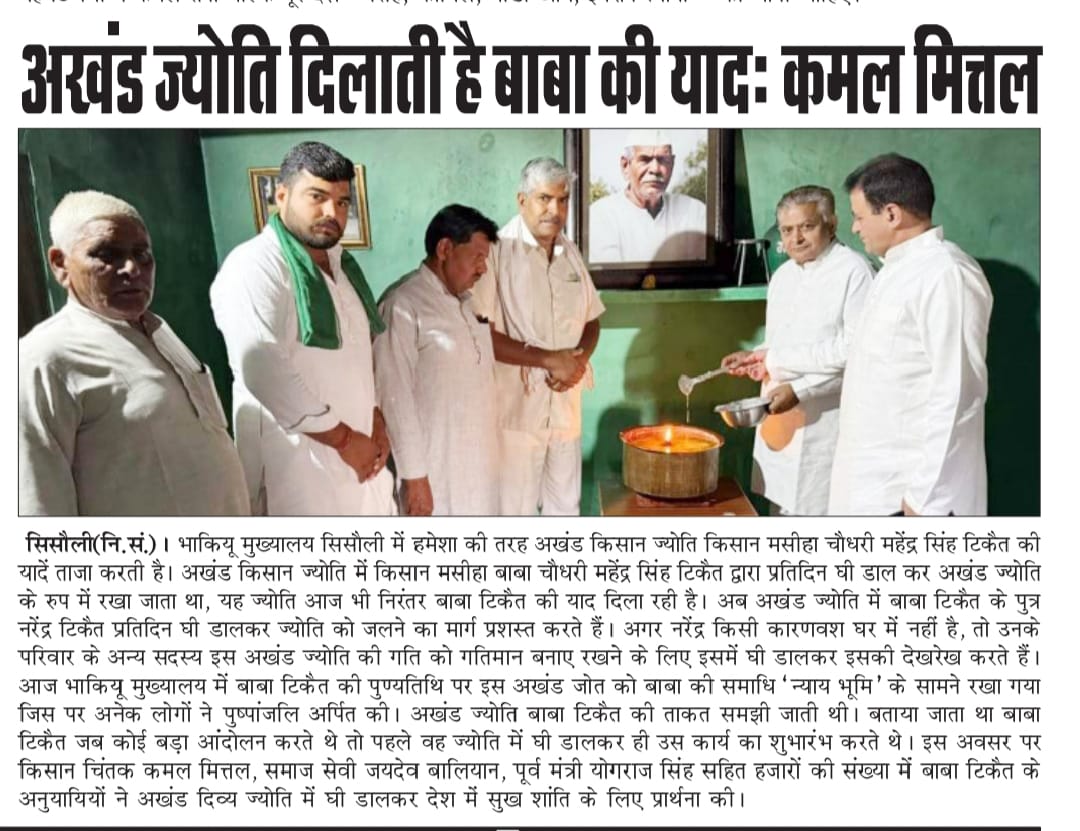 अखंड ज्योति दिलाती है बाबा की यादः कमल मित्तल
सिसौली(नि.सं.)। भाकियू मुख्यालय सिसौली में हमेशा की तरह अखंड किसान ज्योति किसान मसीहा चौधरी महेंद्र सिंह टिकैत की
यादें ताजा करती है। अखंड किसान ज्योति में किसान मसीहा बाबा चौधरी महेंद्र सिंह टिकैत द्वारा प्रतिदिन घी डाल कर अखंड ज्योति
के रुप में रखा जाता था, यह ज्योति आज भी निरंतर बाबा टिकैत की याद दिला रही है। अब अखंड ज्योति में बाबा टिकैत के पुत्र
नरेंद्र टिकैत प्रतिदिन घी डालकर ज्योति को जलने का मार्ग प्रशस्त करते हैं। अगर नरेंद्र किसी कारणवश घर में नहीं है, तो उनके
परिवार के अन्य सदस्य इस अखंड ज्योति की गति को गतिमान बनाए रखने के लिए इसमें घी डालकर इसकी देखरेख करते हैं।
आज भाकियू मुख्यालय में बाबा टिकैत की पुण्यतिथि पर इस अखंड जोत को बाबा की समाधि ‘न्याय भूमि’ के सामने रखा गया
जिस पर अनेक लोगों ने पुष्पांजलि अर्पित की। अखंड ज्योति बाबा टिकैत की ताकत समझी जाती थी। बताया जाता था बाबा
टिकैत जब कोई बड़ा आंदोलन करते थे तो पहले वह ज्योति में घी डालकर ही उस कार्य का शुभारंभ करते थे। इस अवसर पर
किसान चिंतक कमल मित्तल, समाज सेवी जयदेव बालियान, पूर्व मंत्री योगराज सिंह सहित हजारों की संख्या में बाबा टिकैत के
अनुयायियों ने अखंड दिव्य ज्योति में घी डालकर देश में सुख शांति के लिए प्रार्थना की।